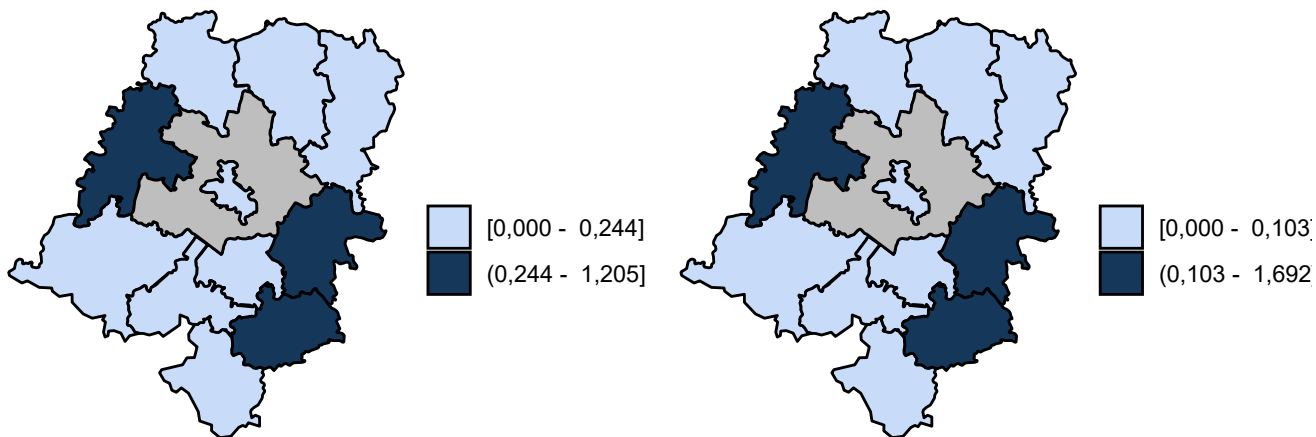 [0,000 - 0,244]
(0,244 - 1,205]
[0,000 - 0,103]
(0,103 - 1,692]